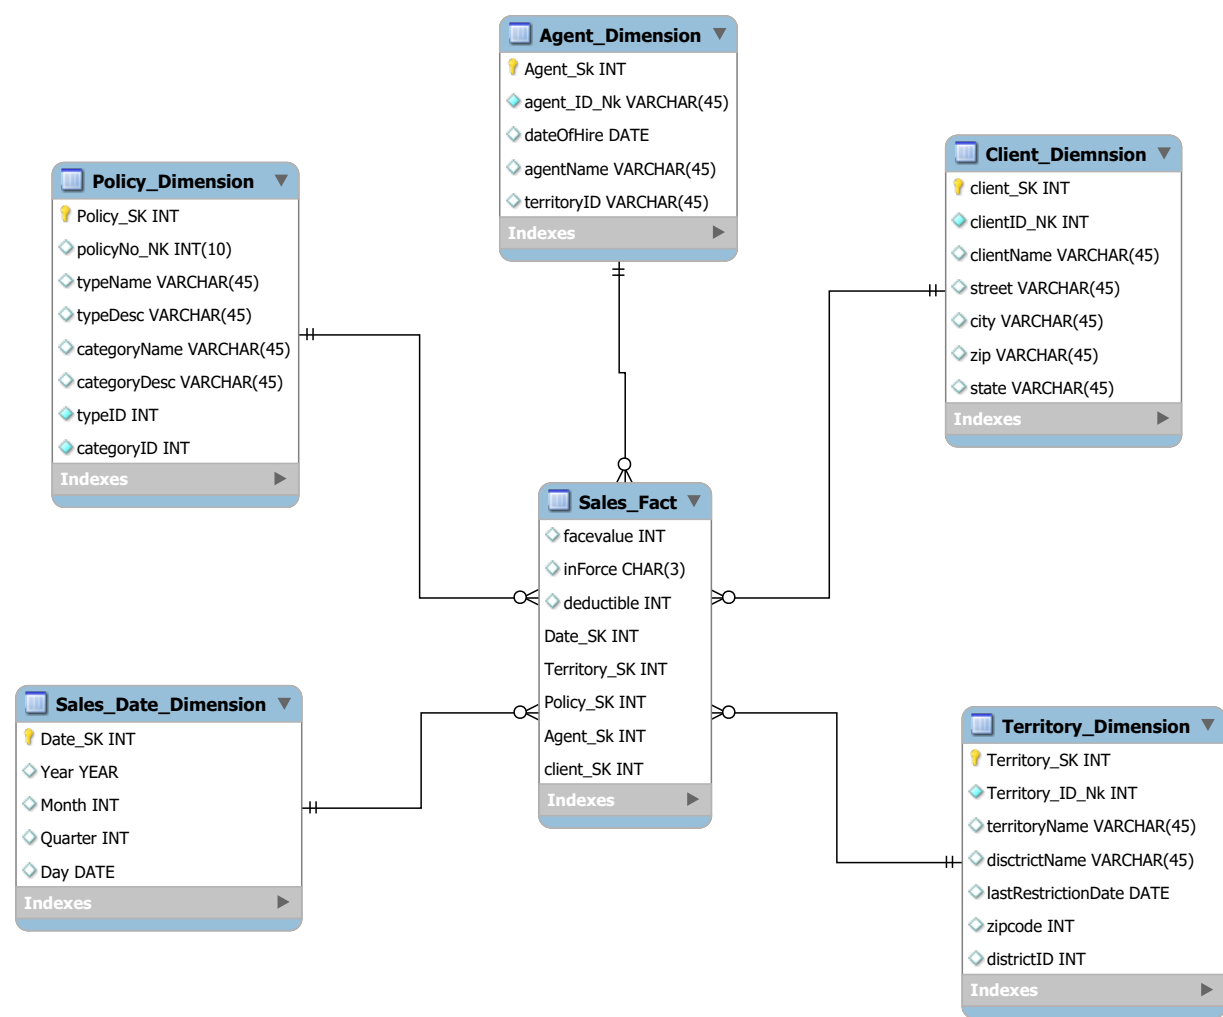 Agent_Dimension
Agent_Sk INT
agent_ID_Nk VARCHAR(45)
dateOfHire DATE
agentName VARCHAR(45)
territoryID VARCHAR(45)
Indexes
Policy_Dimension
Policy_SK INT
policyNo_NK INT(10)
typeName VARCHAR(45)
typeDesc VARCHAR(45)
categoryName VARCHAR(45)
categoryDesc VARCHAR(45)
typeID INT
categoryID INT
Indexes
Client_Diemnsion
client_SK INT
clientID_NK INT
clientName VARCHAR(45)
street VARCHAR(45)
city VARCHAR(45)
zip VARCHAR(45)
state VARCHAR(45)
Indexes
Sales_Fact
facevalue INT
inForce CHAR(3)
deductible INT
Date_SK INT
Territory_SK INT
Policy_SK INT
Agent_Sk INT
client_SK INT
Indexes
Sales_Date_Dimension
Date_SK INT
Year YEAR
Month INT
Quarter INT
Day DATE
Indexes
Territory_Dimension
Territory_SK INT
Territory_ID_Nk INT
territoryName VARCHAR(45)
disctrictName VARCHAR(45)
lastRestrictionDate DATE
zipcode INT
districtID INT
Indexes